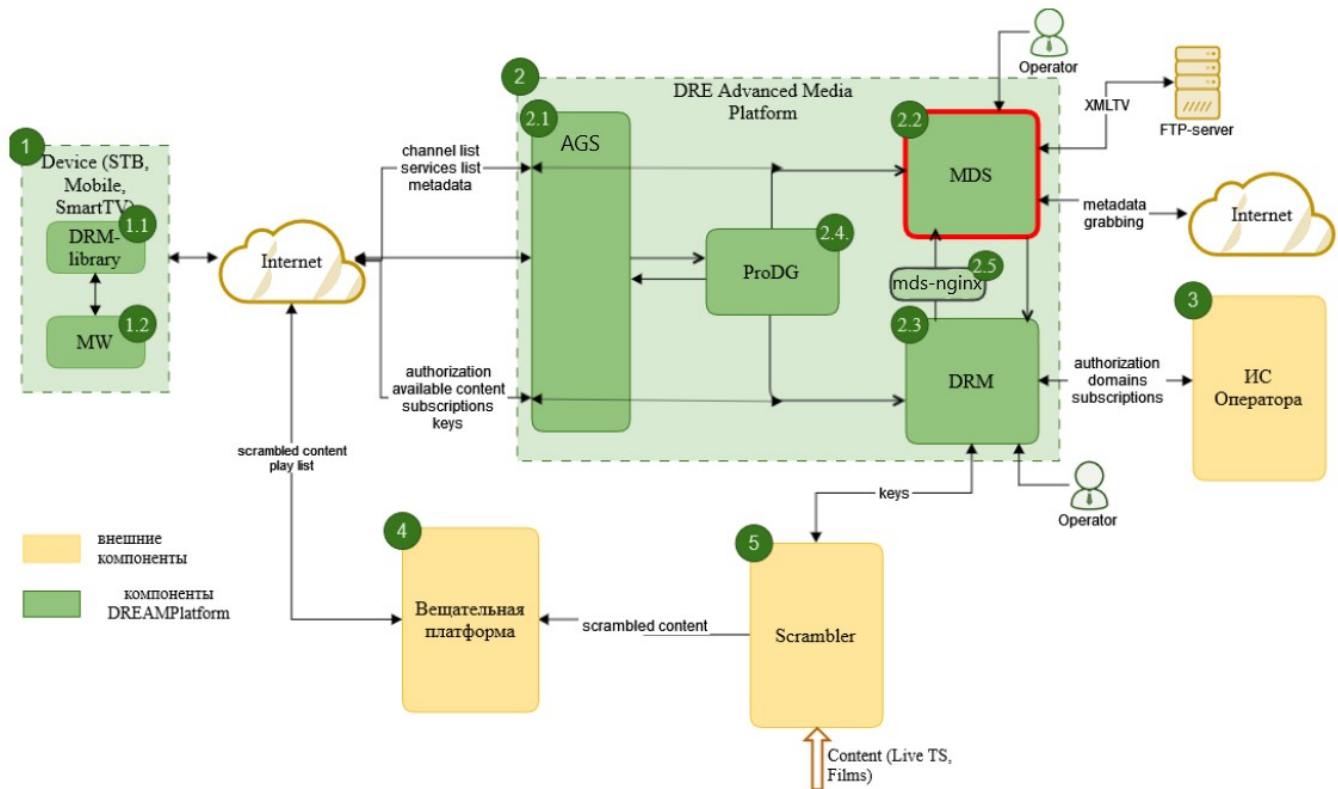 Operator
2
DRE Advanced Media
Platform
2.1
AGS
2.2
MDS
XMLTV
FTP-server
1
Device (STB,
Mobile,
SmartTV)
1.1
DRM-
library
1.2
MW
Internet
channel list
services list
metadata
2.4.
ProDG
2.5
mds-nginx
metadata
grabbing
Internet
2.3
DRM
authorization
available content
subscriptions
keys
authorization
domains
subscriptions
3
ИС
Оператора
scrambled content
play list
keys
Operator
внешние
компоненты
компоненты
DREAMPlatform
4
Вещательная
платформа
scrambled content
5
Scrambler
Content (Live TS,
Films)